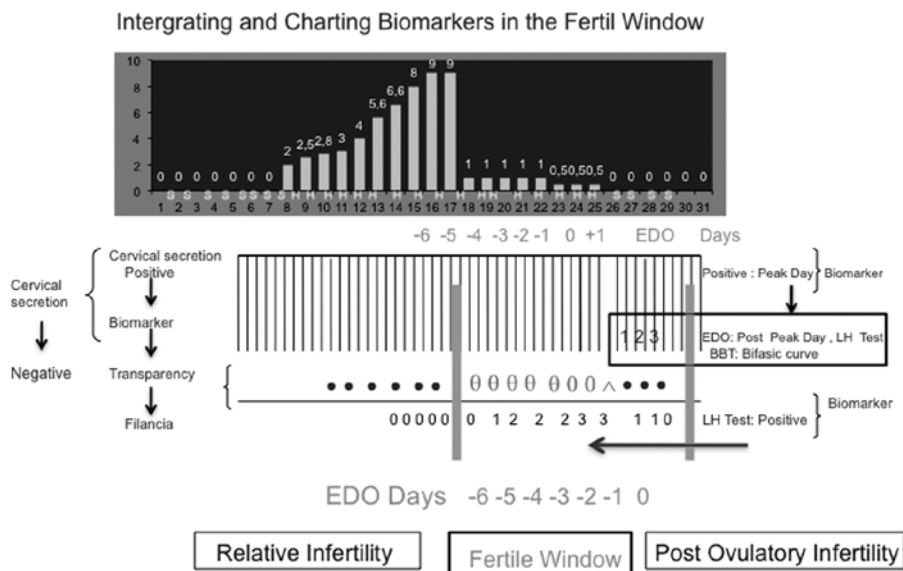 Intergrating and Charting Biomarkers in the Fertil Window
10
8
6
4
2
0
0 0 0 0 0 0 0 2 2,5 2,8 3 4 5,6 6,6 8 9 9 1 1 1 1 1 0,5 0,5 0,5 0 0 0 0 0 0
S S S S S S S S H H H H H H H H H H H H H H H S S S S
1 2 3 4 5 6 7 8 9 10 11 12 13 14 15 16 17 18 19 20 21 22 23 24 25 26 27 28 29 30 31
-6 -5 -4 -3 -2 -1 0 +1 EDO Days
Cervical secretion
Positive
Cervical
secretion
Biomarker
Negative
Transparency
Filancia
Positive : Peak Day
Biomarker
1 2 3
EDO: Post Peak Day , LH Test
BBT: Bifasic curve
θ θ θ θ θ 0 0 ^
0 0 0 0 0 0 1 2 2 2 3 3 1 1 0
LH Test: Positive
Biomarker
EDO Days -6 -5 -4 -3 -2 -1 0
Relative Infertility
Fertile Window
Post Ovulatory Infertility